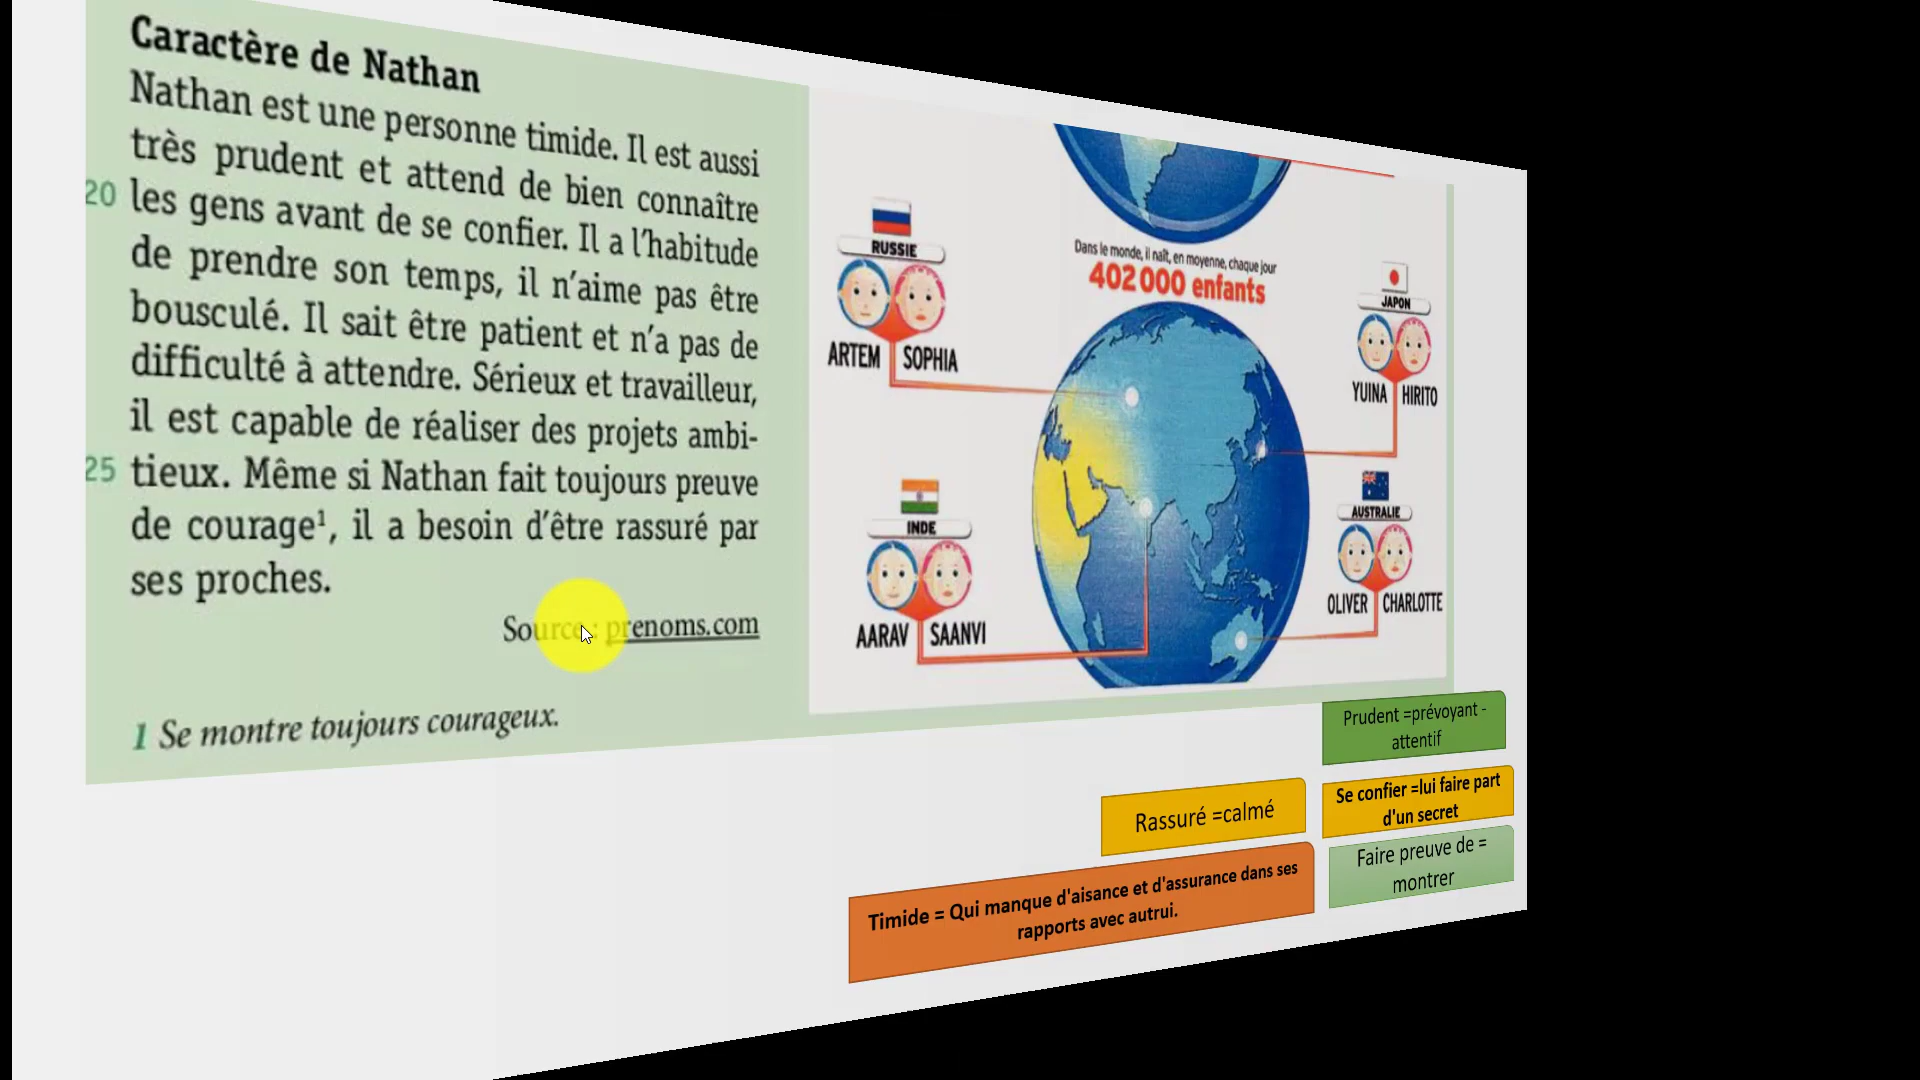 Caractère de Nathan
Nathan est une personne timide. Il est aussi
très prudent et attend de bien connaître
20 les gens avant de se confier. Il a l'habitude
de prendre son temps, il n'aime pas être
bousculé. Il sait être patient et n'a pas de
difficulté à attendre. Sérieux et travailleur,
il est capable de réaliser des projets ambi-
25 tieux. Même si Nathan fait toujours preuve
de courage¹, il a besoin d'être rassuré par
ses proches.
Source : prenoms.com
1 Se montre toujours courageux.
RUSSIE
ARTEM SOPHIA
Dans le monde, il naît, en moyenne, chaque jour
402 000 enfants
JAPON
YUINA HIRITO
INDE
AARAV SAANVI
AUSTRALIE
OLIVER CHARLOTTE
Prudent =prévoyant -
attentif
Rassuré =calmé
Se confier =lui faire part
d'un secret
Faire preuve de =
montrer
Timide = Qui manque d'aisance et d'assurance dans ses
rapports avec autrui.